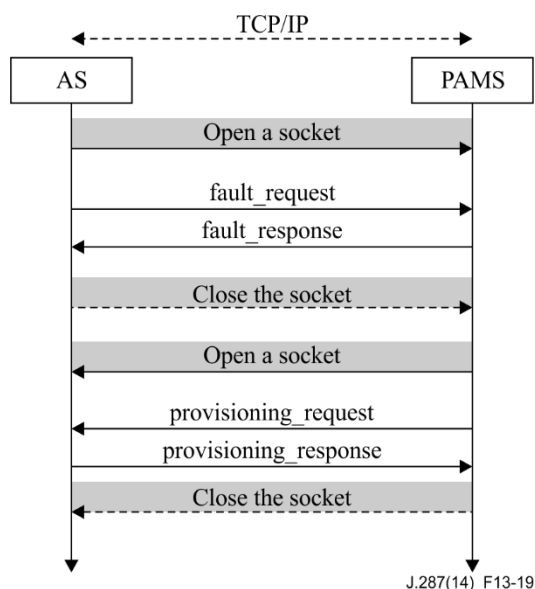 TCP/IP
AS PAMS
Open a socket
fault_request
fault_response
Close the socket
Open a socket
provisioning_request
provisioning_response
Close the socket
J.287(14)_F13-19